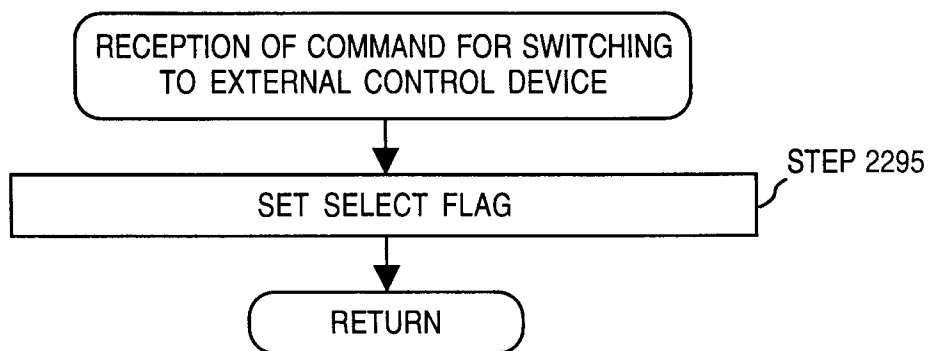 RECEPTION OF COMMAND FOR SWITCHING
TO EXTERNAL CONTROL DEVICE
STEP 2295
SET SELECT FLAG
RETURN